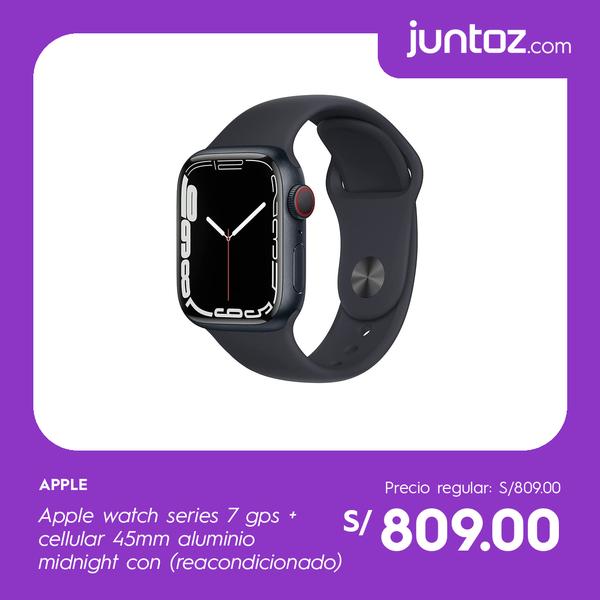 juntoz.com
APPLE
Precio regular: S/809.00
Apple watch series 7 gps +
cellular 45mm aluminio
midnight con (reacondicionado)
S/ 809.00